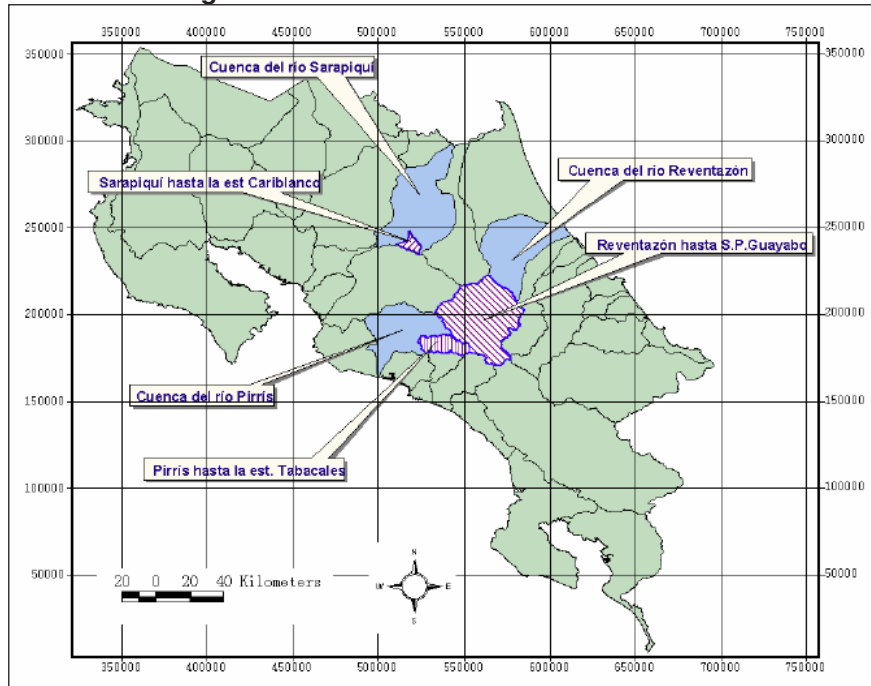 350000 400000 450000 500000 550000 600000 650000 700000 750000
350000 350000
Cuenca del río Sarapiquí
300000 300000
Sarapiquí hasta la est Cariblanco
Cuenca del río Reventazón
250000 250000
Reventazón hasta S.P.Guayabo
200000 200000
Cuenca del río Pirrís
150000 150000
Pirrís hasta la est. Tabacales
100000 100000
50000 50000
20 0 20 40 Kilometers
N
W E
S
350000 400000 450000 500000 550000 600000 650000 700000 750000